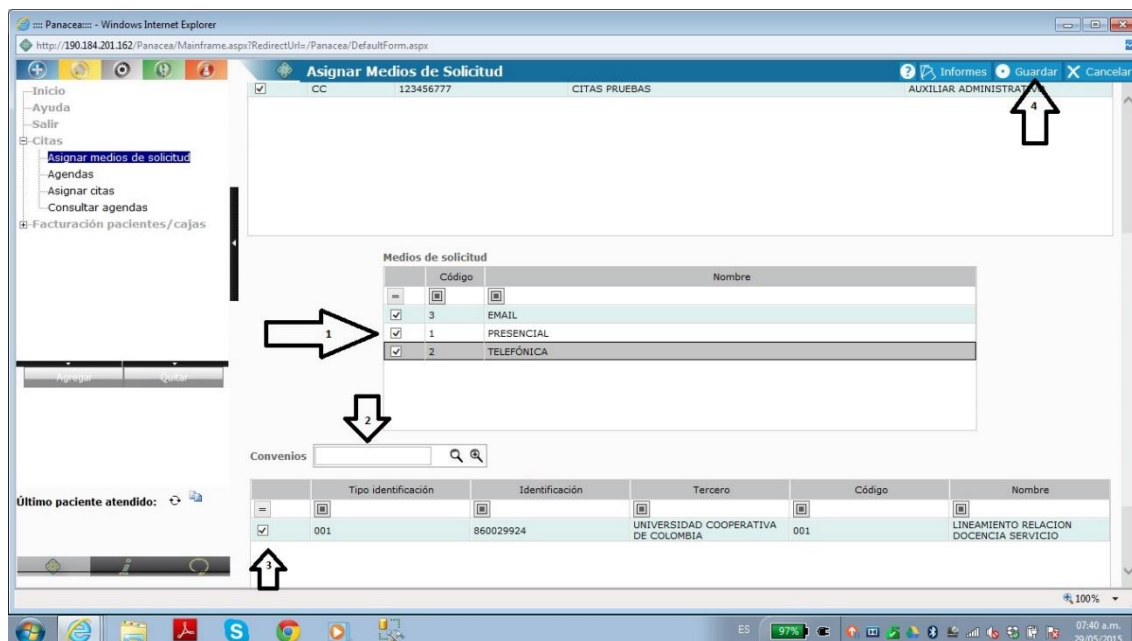 :::: Panacea:::: - Windows Internet Explorer
http://190.184.201.162/Panacea/Mainframe.aspx?RedirectUrl=/Panacea/DefaultForm.aspx
Asignar Medios de Solicitud
Informes Guardar Cancelar
Inicio
Ayuda
Salir
Citas
Asignar medios de solicitud
Agendas
Asignar citas
Consultar agendas
Facturación pacientes/cajas
Agregar Quitar
Último paciente atendido:
CC 123456777 CITAS PRUEBAS AUXILIAR ADMINISTRATIVO
4
Medios de solicitud
Código Nombre
3 EMAIL
1 1 PRESENCIAL
2 TELEFÓNICA
2
Convenios
Tipo identificación Identificación Tercero Código Nombre
001 860029924 UNIVERSIDAD COOPERATIVA DE COLOMBIA 001 LINEAMIENTO RELACION DOCENCIA SERVICIO
3
100%
ES 97% 07:40 a.m.
29/05/2015